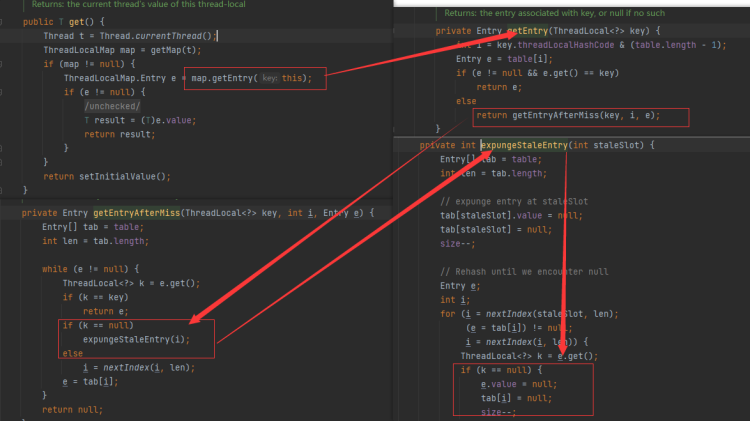 Returns: the current thread's value of this thread-local
public T get() {
Thread t = Thread.currentThread();
ThreadLocalMap map = getMap(t);
if (map != null) {
ThreadLocalMap.Entry e = map.getEntry( key: this);
if (e != null) {
/unchecked/
T result = (T)e.value;
return result;
}
}
return setInitialValue();
}
private Entry getEntryAfterMiss(ThreadLocal<?> key, int i, Entry e) {
Entry[] tab = table;
int len = tab.length;
while (e != null) {
ThreadLocal<?> k = e.get();
if (k == key)
return e;
if (k == null)
expungeStaleEntry(i);
else
i = nextIndex(i, len);
e = tab[i];
}
return null;
Returns: the entry associated with key, or null if no such
private Entry getEntry(ThreadLocal<?> key) {
int i = key.threadLocalHashCode & (table.length - 1);
Entry e = table[i];
if (e != null && e.get() == key)
return e;
else
return getEntryAfterMiss(key, i, e);
}
private int expungeStaleEntry(int staleSlot) {
Entry[] tab = table;
int len = tab.length;
// expunge entry at staleSlot
tab[staleSlot].value = null;
tab[staleSlot] = null;
size--;
// Rehash until we encounter null
Entry e;
int i;
for (i = nextIndex(staleSlot, len);
(e = tab[i]) != null;
i = nextIndex(i, len)) {
ThreadLocal<?> k = e.get();
if (k == null) {
e.value = null;
tab[i] = null;
size--;